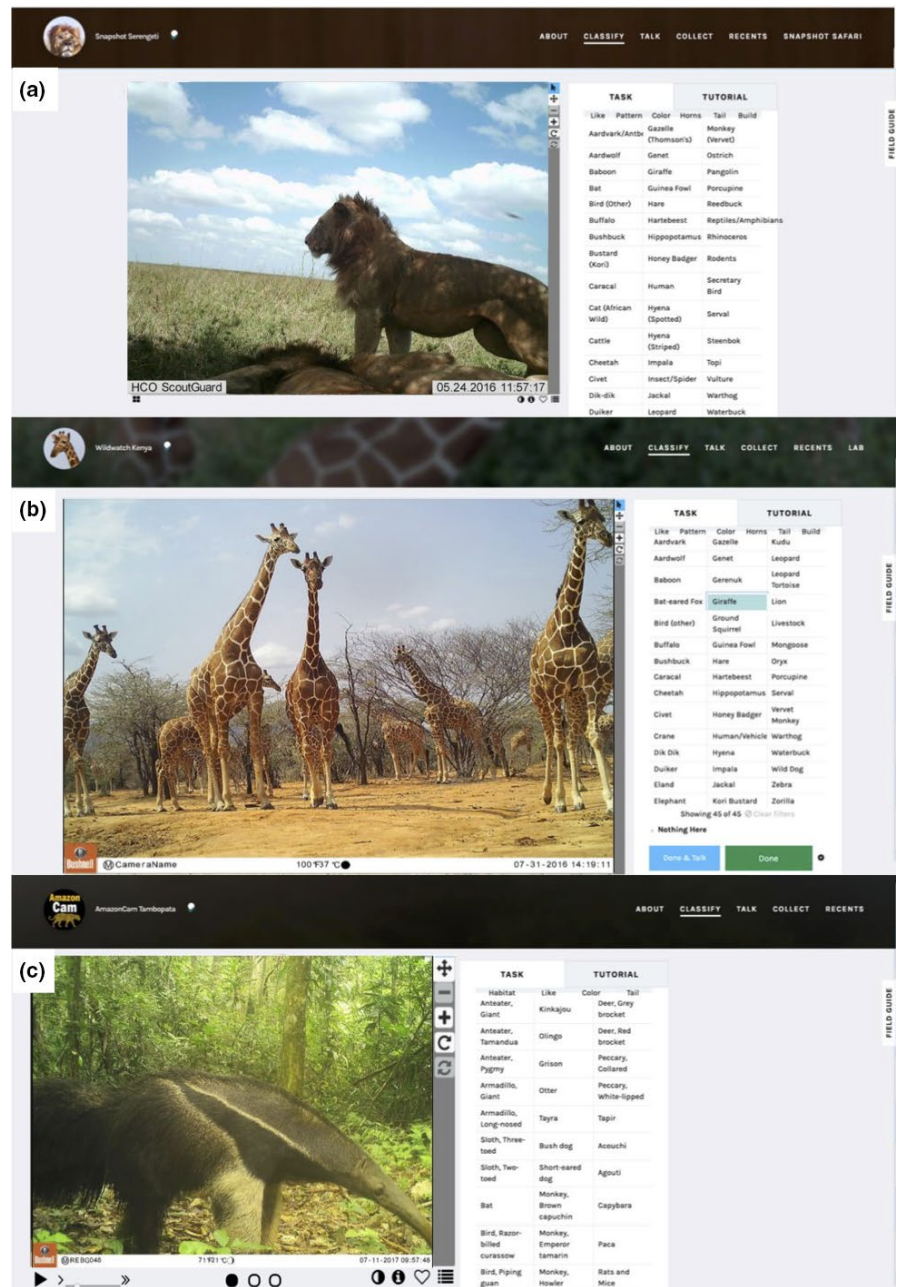 Snapshot Serengeti
ABOUT CLASSIFY TALK COLLECT RECENTS SNAPSHOT SAFARI
(a)
TASK TUTORIAL
FIELD GUIDE
Like Pattern Color Horns Tail Build
Aardvark/Antbe Gazelle (Thomson's) Monkey (Vervet)
Aardwolf Genet Ostrich
Baboon Giraffe Pangolin
Bat Guinea Fowl Porcupine
Bird (Other) Hare Reedbuck
Buffalo Hartebeest Reptiles/Amphibians
Bushbuck Hippopotamus Rhinoceros
Bustard (Kori) Honey Badger Rodents
Caracal Human Secretary Bird
Cat (African Wild) Hyena (Spotted) Serval
Cattle Hyena (Striped) Steenbok
Cheetah Impala Topi
Civet Insect/Spider Vulture
Dik-dik Jackal Warthog
Duiker Leopard Waterbuck
HCO ScoutGuard 05.24.2016 11:57:17
Wildwatch Kenya
ABOUT CLASSIFY TALK COLLECT RECENTS LAB
(b)
TASK TUTORIAL
FIELD GUIDE
Like Pattern Color Horns Tail Build
Aardvark Gazelle Kudu
Aardwolf Genet Leopard
Baboon Gerenuk Leopard Tortoise
Bat-eared Fox Giraffe Lion
Bird (other) Ground Squirrel Livestock
Buffalo Guinea Fowl Mongoose
Bushbuck Hare Oryx
Caracal Hartebeest Porcupine
Cheetah Hippopotamus Serval
Civet Honey Badger Vervet Monkey
Crane Human/Vehicle Warthog
Dik Dik Hyena Waterbuck
Duiker Impala Wild Dog
Eland Jackal Zebra
Elephant Kori Bustard Zorilla
Showing 45 of 45 Clear filters
Nothing Here
Done & Talk Done
Bushnell CameraName 100°F37°C 07-31-2016 14:19:11
Amazon Cam
AmazonCam Tambopata
ABOUT CLASSIFY TALK COLLECT RECENTS
(c)
TASK TUTORIAL
FIELD GUIDE
Habitat Like Color Tail
Anteater, Giant Kinkajou Deer, Grey brocket
Anteater, Tamandua Olingo Deer, Red brocket
Anteater, Pygmy Grison Peccary, Collared
Armadillo, Giant Otter Peccary, White-lipped
Armadillo, Long-nosed Tayra Tapir
Sloth, Three-toed Bush dog Acouchi
Sloth, Two-toed Short-eared dog Agouti
Bat Monkey, Brown capuchin Capybara
Bird, Razor-billed curassow Monkey, Emperor tamarin Paca
Bird, Piping guan Monkey, Howler Rats and Mice
Bushnell 07-11-2017 09:57:46